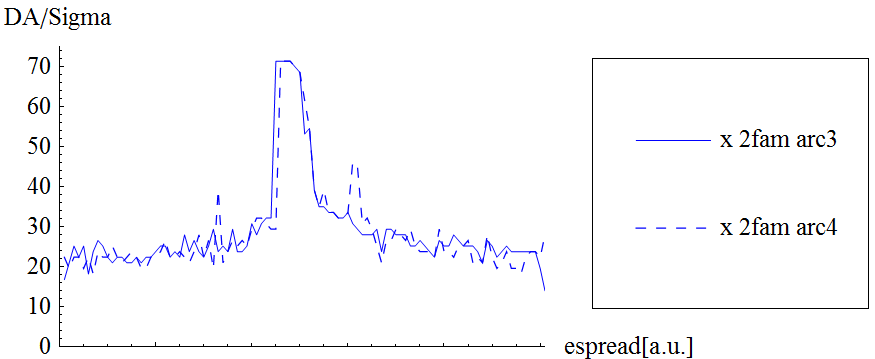 DA/Sigma
70
60
50
40
30
20
10
0
espread[a.u.]
x 2fam arc3
x 2fam arc4